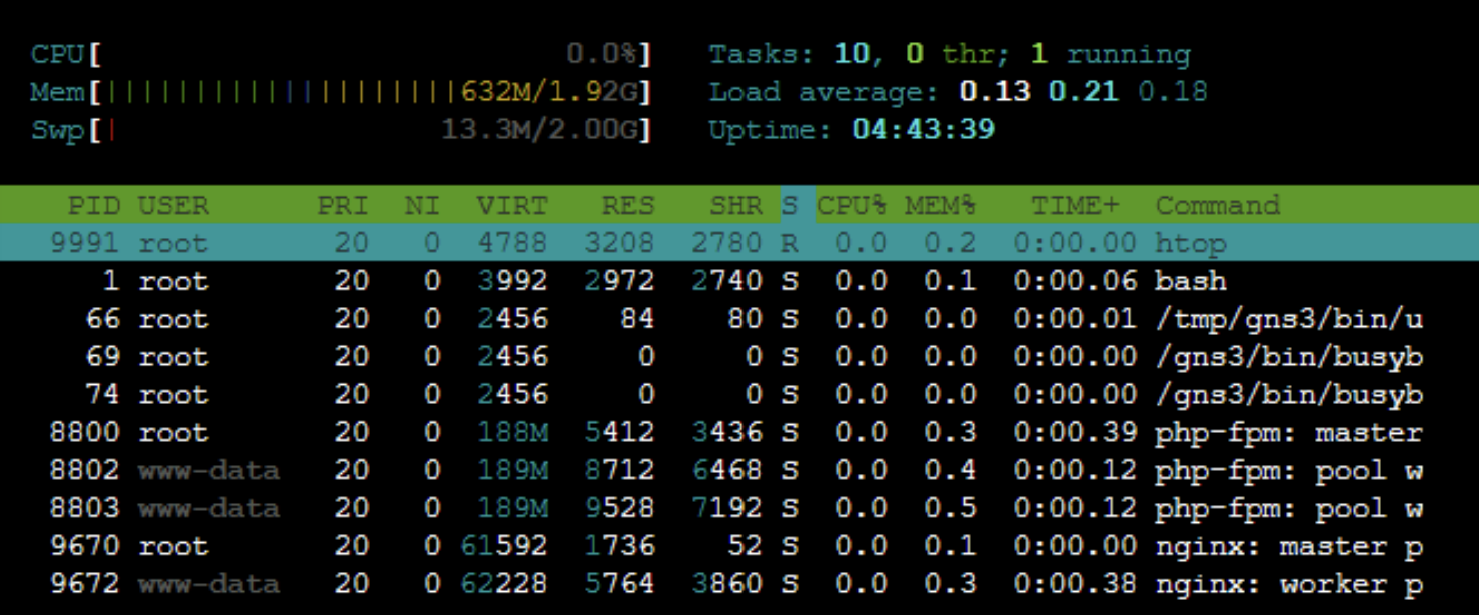 CPU[ 0.0%] Tasks: 10, 0 thr; 1 running
Mem[||||||||||||||||||||632M/1.92G] Load average: 0.13 0.21 0.18
Swp[| 13.3M/2.00G] Uptime: 04:43:39
PID USER PRI NI VIRT RES SHR S CPU% MEM% TIME+ Command
9991 root 20 0 4788 3208 2780 R 0.0 0.2 0:00.00 htop
1 root 20 0 3992 2972 2740 S 0.0 0.1 0:00.06 bash
66 root 20 0 2456 84 80 S 0.0 0.0 0:00.01 /tmp/gns3/bin/u
69 root 20 0 2456 0 0 S 0.0 0.0 0:00.00 /gns3/bin/busyb
74 root 20 0 2456 0 0 S 0.0 0.0 0:00.00 /gns3/bin/busyb
8800 root 20 0 188M 5412 3436 S 0.0 0.3 0:00.39 php-fpm: master
8802 www-data 20 0 189M 8712 6468 S 0.0 0.4 0:00.12 php-fpm: pool w
8803 www-data 20 0 189M 9528 7192 S 0.0 0.5 0:00.12 php-fpm: pool w
9670 root 20 0 61592 1736 52 S 0.0 0.1 0:00.00 nginx: master p
9672 www-data 20 0 62228 5764 3860 S 0.0 0.3 0:00.38 nginx: worker p